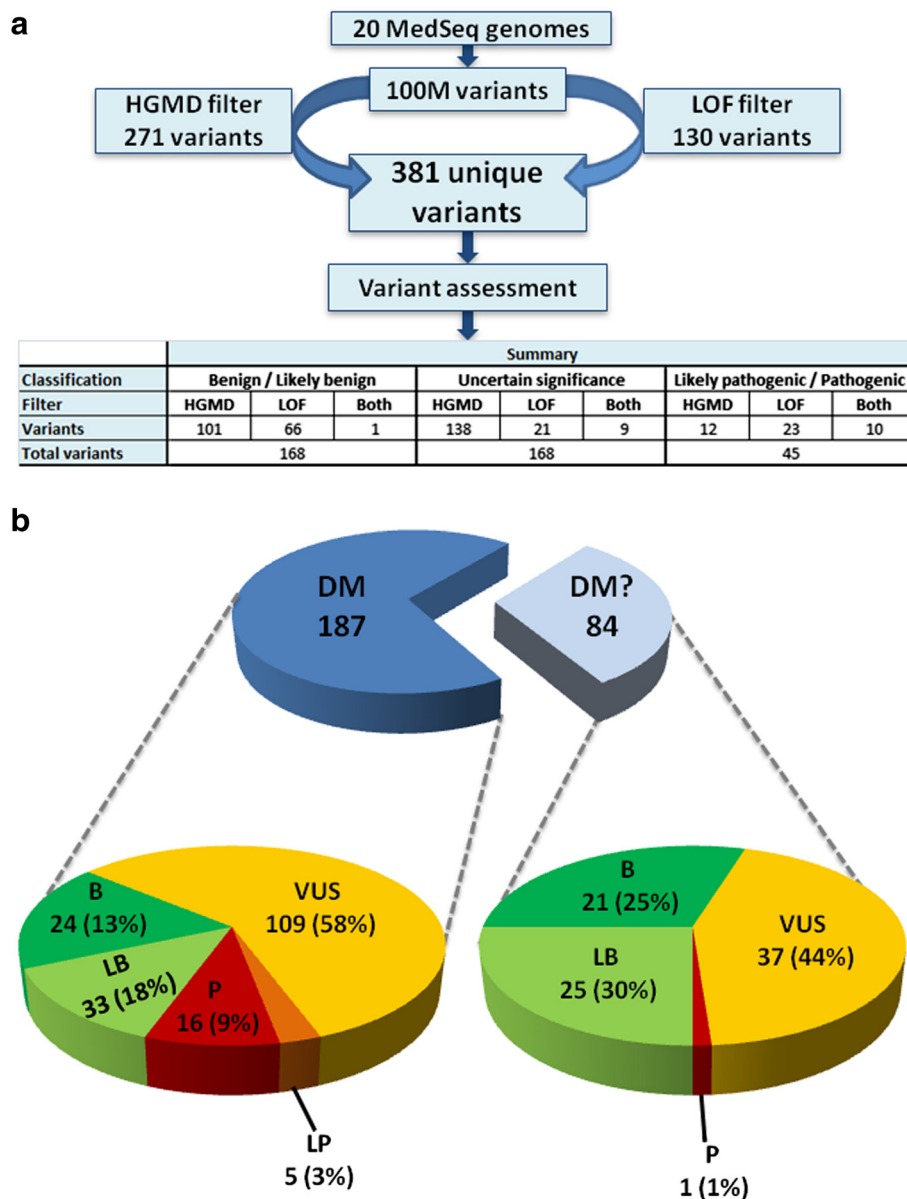 a
20 MedSeq genomes
100M variants
HGMD filter
271 variants
LOF filter
130 variants
381 unique
variants
Variant assessment
Summary
Classification Benign / Likely benign Uncertain significance Likely pathogenic / Pathogenic
Filter HGMD LOF Both HGMD LOF Both HGMD LOF Both
Variants 101 66 1 138 21 9 12 23 10
Total variants 168 168 45
b
DM
187
DM?
84
B
24 (13%)
VUS
109 (58%)
LB
33 (18%)
P
16 (9%)
LP
5 (3%)
B
21 (25%)
VUS
37 (44%)
LB
25 (30%)
P
1 (1%)